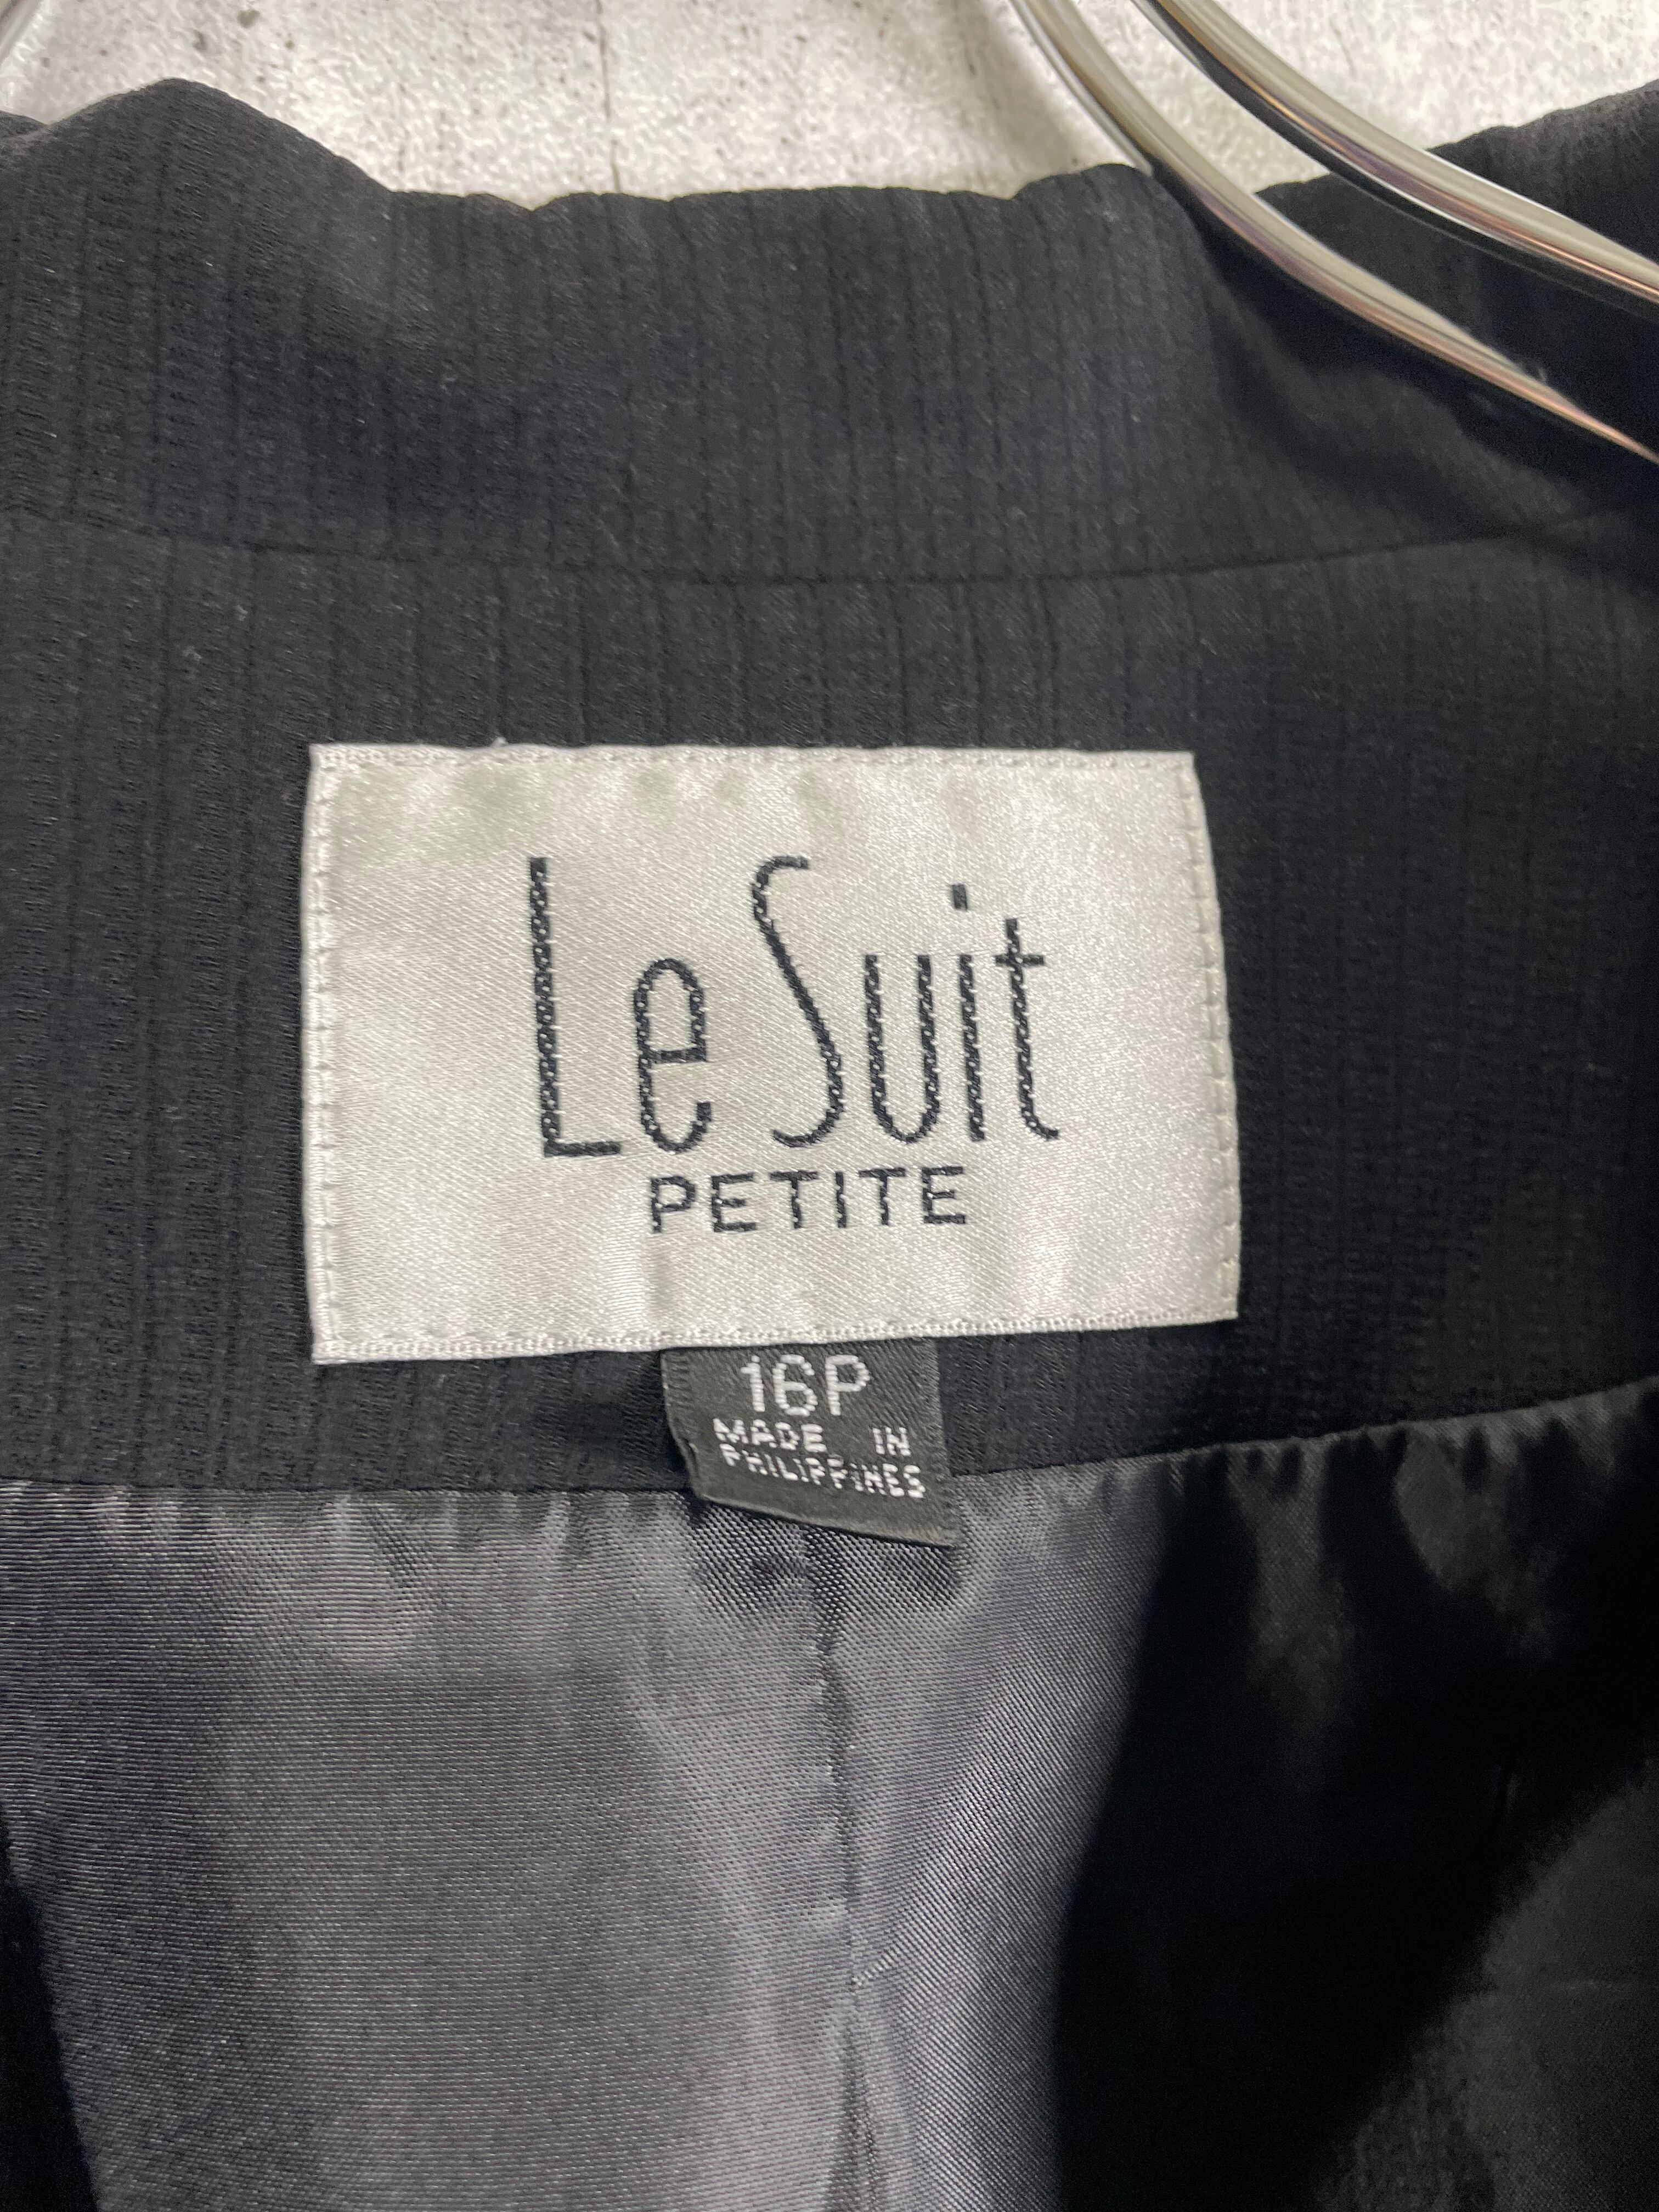 Le Suit
PETITE
16P
MADE IN
PHILIPPINES